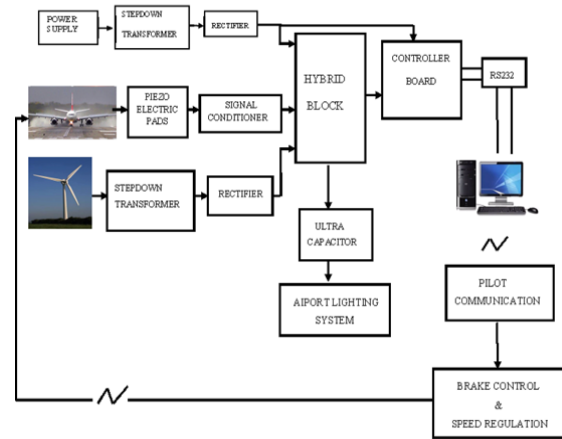 POWER
SUPPLY
STEPDOWN
TRANSFORMER
RECTIFIER
HYBRID
BLOCK
CONTROLLER
BOARD
RS232
PIEZO
ELECTRIC
PADS
SIGNAL
CONDITIONER
STEPDOWN
TRANSFORMER
RECTIFIER
ULTRA
CAPACITOR
AIPORT LIGHTING
SYSTEM
PILOT
COMMUNICATION
BRAKE CONTROL
&
SPEED REGULATION